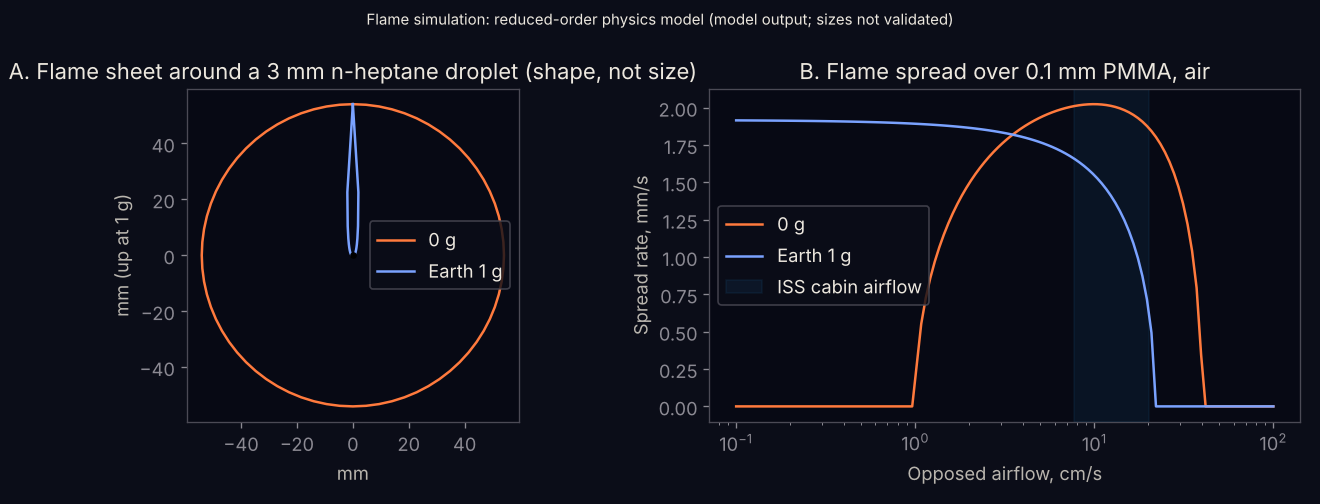 Flame simulation: reduced-order physics model (model output; sizes not validated)
A. Flame sheet around a 3 mm n-heptane droplet (shape, not size)
mm (up at 1 g)
40
20
0
−20
−40
0 g
Earth 1 g
−40 −20 0 20 40
mm
B. Flame spread over 0.1 mm PMMA, air
Spread rate, mm/s
2.00
1.75
1.50
1.25
1.00
0.75
0.50
0.25
0.00
0 g
Earth 1 g
ISS cabin airflow
10⁻¹ 10⁰ 10¹ 10²
Opposed airflow, cm/s